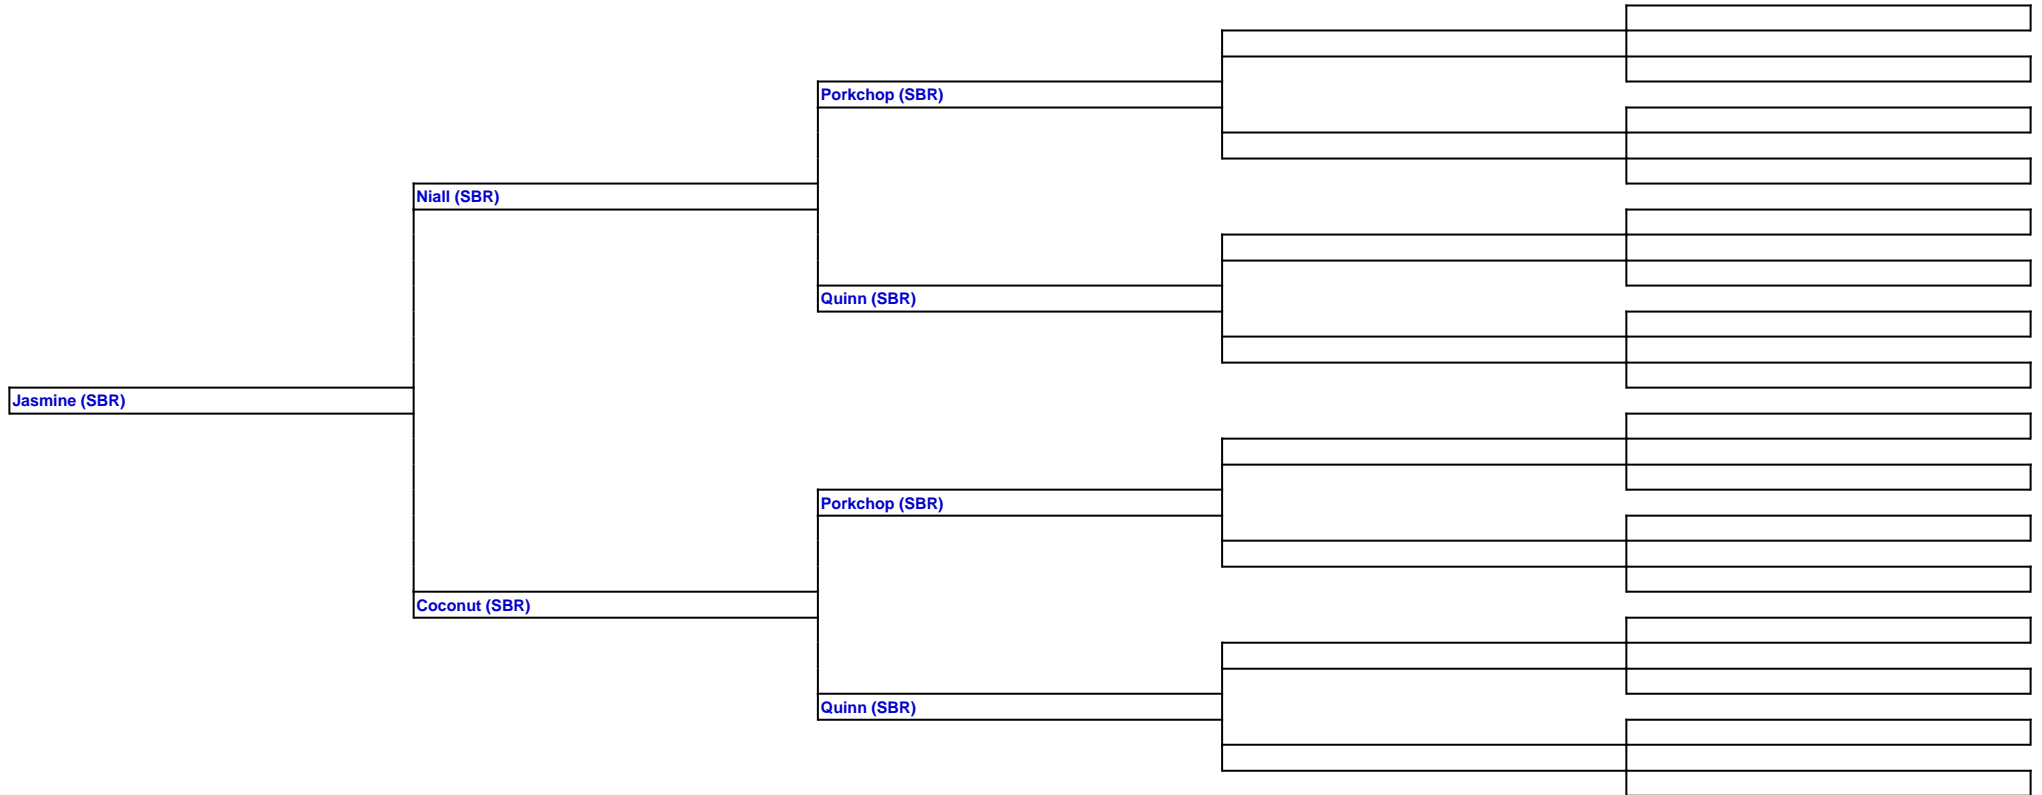 Porkchop (SBR)
Niall (SBR)
Quinn (SBR)
Jasmine (SBR)
Porkchop (SBR)
Coconut (SBR)
Quinn (SBR)